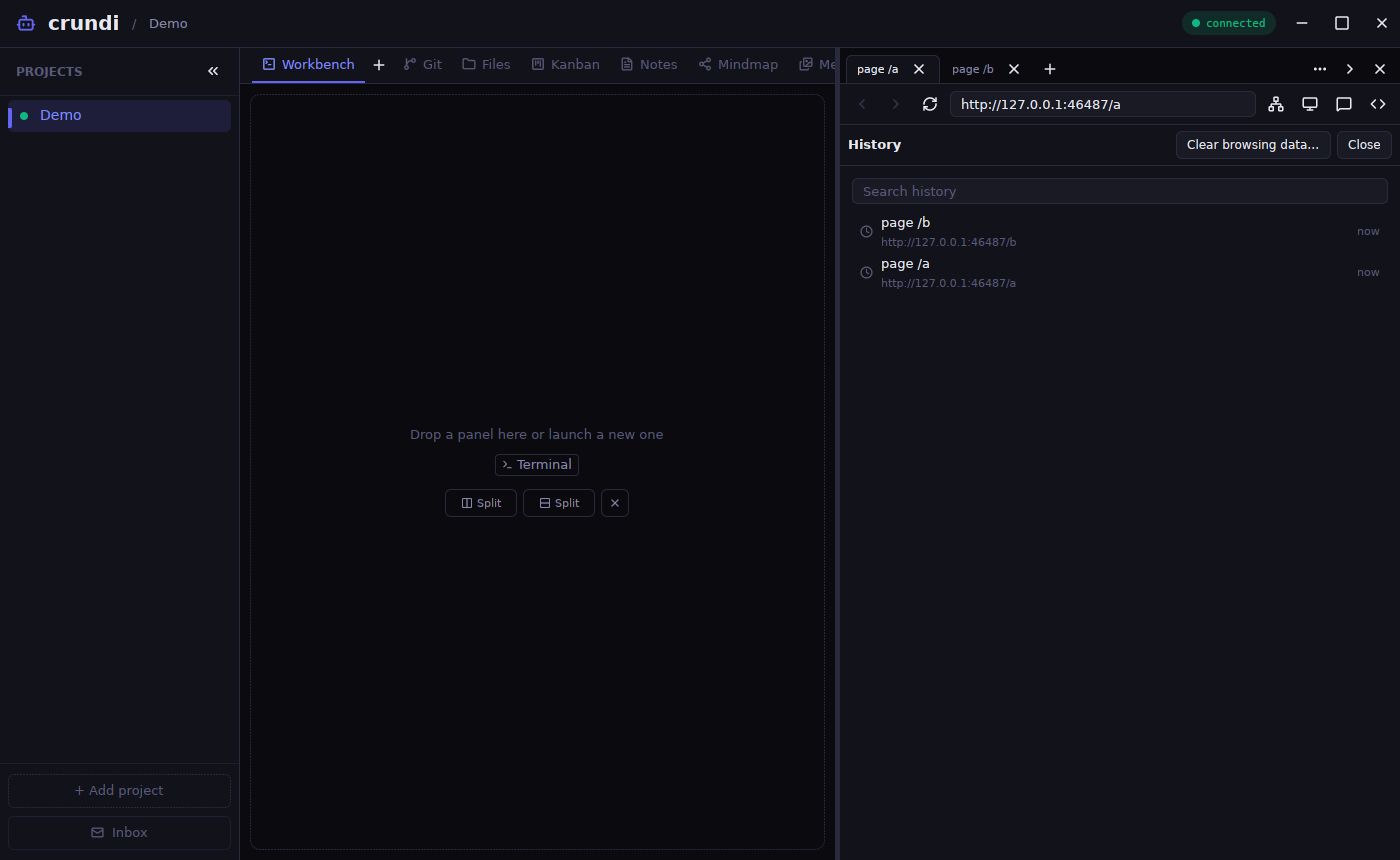 crundi / Demo
connected
PROJECTS
Demo
+ Add project
Inbox
Workbench
Git
Files
Kanban
Notes
Mindmap
Me
Drop a panel here or launch a new one
Terminal
Split
Split
page /a
page /b
http://127.0.0.1:46487/a
History
Clear browsing data...
Close
Search history
page /b
now
http://127.0.0.1:46487/b
page /a
now
http://127.0.0.1:46487/a